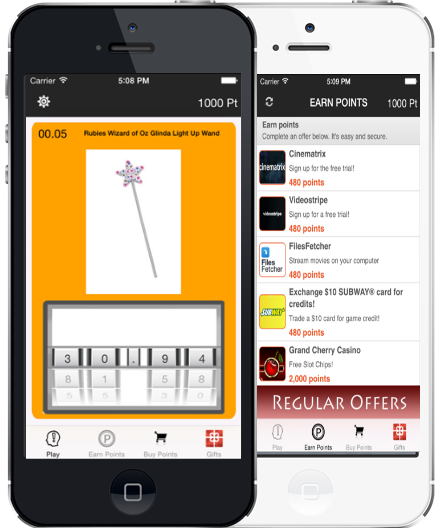 Carrier 5:08 PM
1000 Pt
00.05 Rubies Wizard of Oz Glinda Light Up Wand
3 0 . 9 4
8 1 5 8
Play Earn Points Buy Points Gifts
Carrier 5:09 PM
EARN POINTS 1000 Pt
Earn points
Complete an offer below. It's easy and secure.
cinematrix
Cinematrix
Sign up for the free trial!
480 points
videostripe
Videostripe
Sign up for a free trial!
480 points
Files
Fetcher
FilesFetcher
Stream movies on your computer
480 points
SUBWAY
Exchange $10 SUBWAY® card for
credits!
Trade a $10 card for game credit!
480 points
Grand Cherry Casino
Free Slot Chips!
2,000 points
REGULAR OFFERS
Play Earn Points Buy Points Gifts